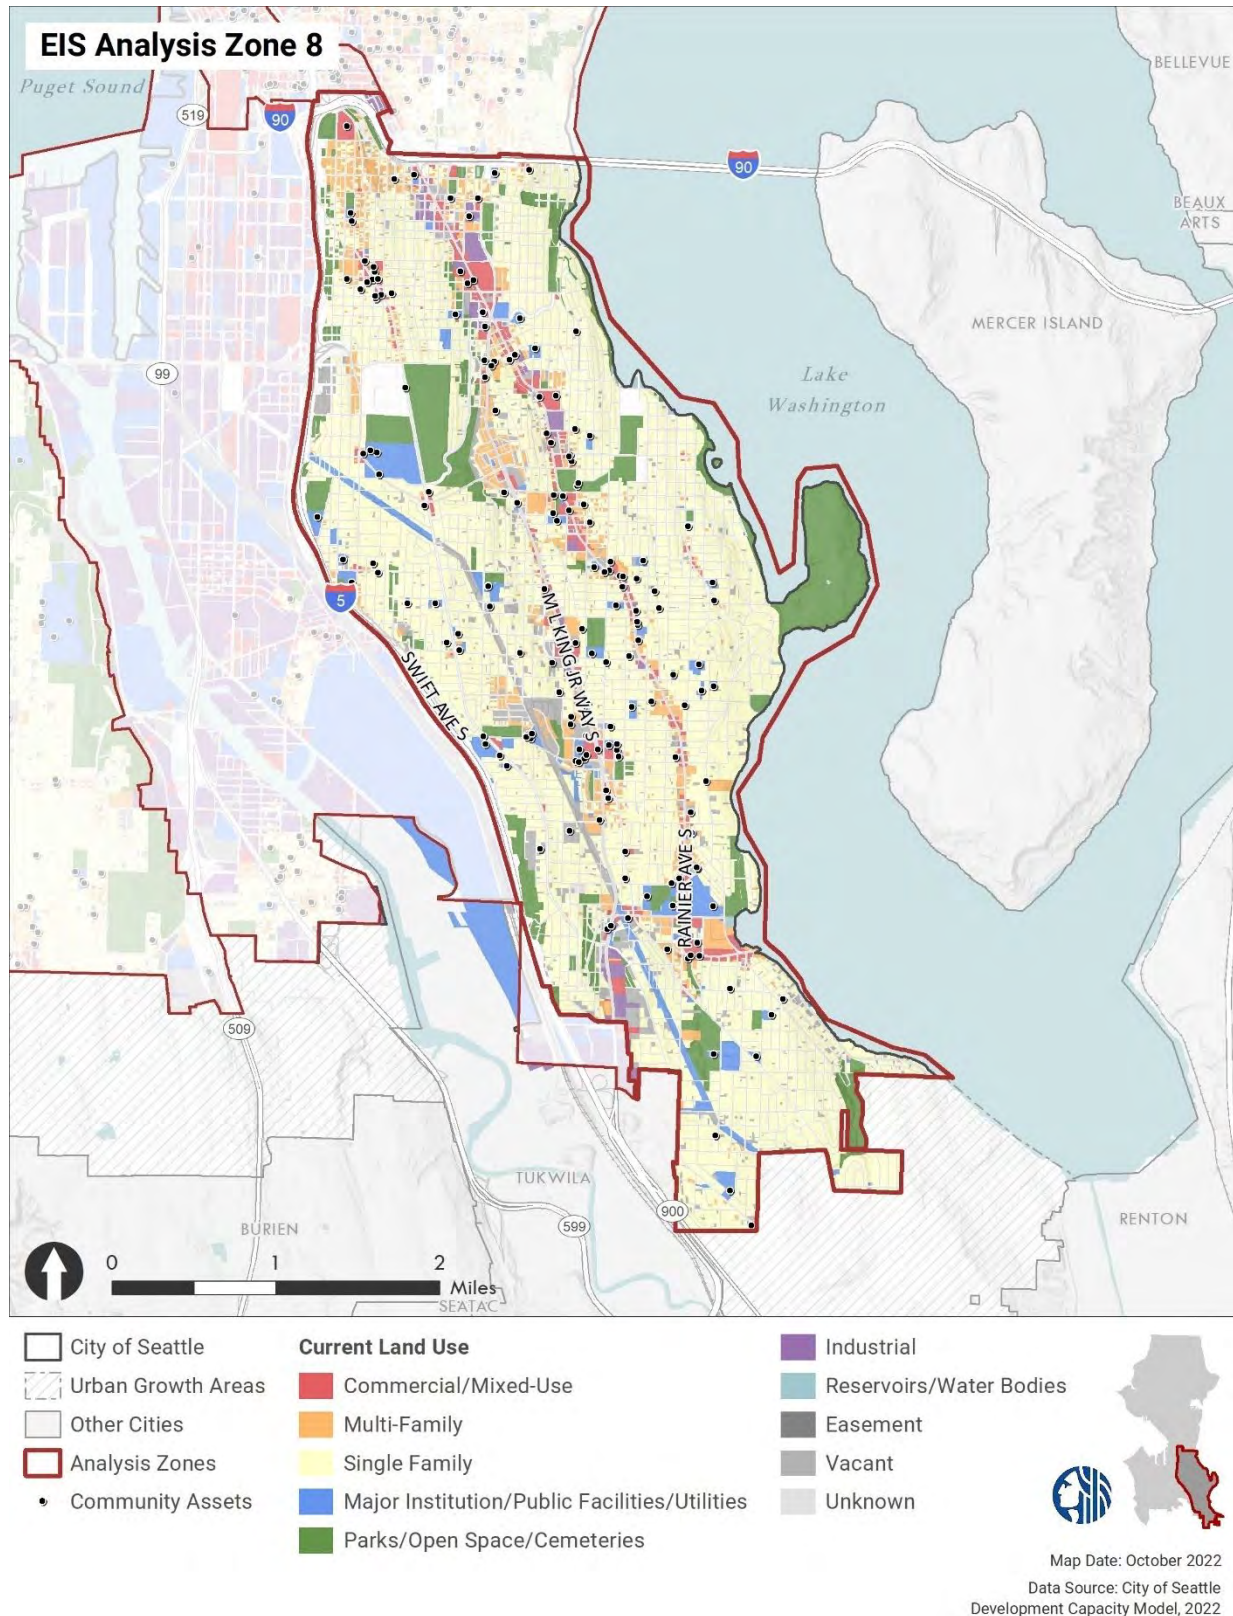 EIS Analysis Zone 8
Puget Sound
519
90
90
BELLEVUE
BEAUX
ARTS
MERCER ISLAND
Lake
Washington
99
5
M L KING JR WAY S
SWIFT AVE S
RAINIER AVE S
509
TUKWILA
BURIEN
599
900
RENTON
0 1 2
Miles
SEATAC
City of Seattle
Urban Growth Areas
Other Cities
Analysis Zones
Community Assets
Current Land Use
Commercial/Mixed-Use
Multi-Family
Single Family
Major Institution/Public Facilities/Utilities
Parks/Open Space/Cemeteries
Industrial
Reservoirs/Water Bodies
Easement
Vacant
Unknown
Map Date: October 2022
Data Source: City of Seattle
Development Capacity Model, 2022